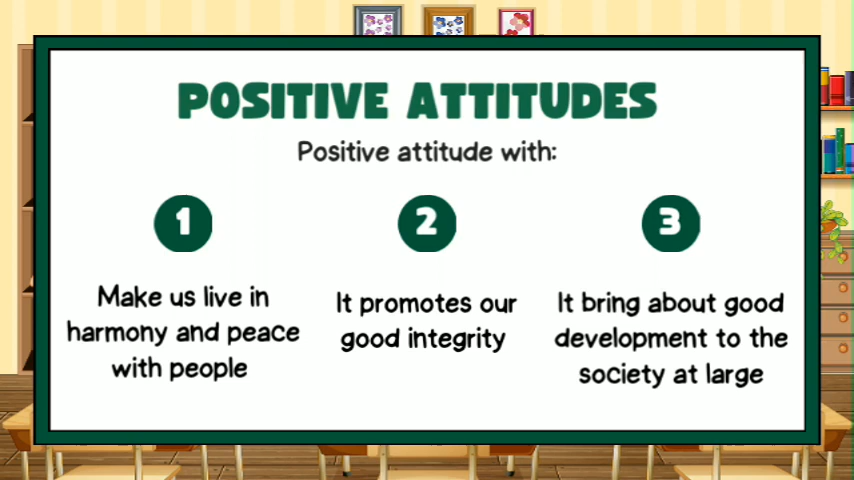 POSITIVE ATTITUDES
Positive attitude with:
1
Make us live in
harmony and peace
with people
2
It promotes our
good integrity
3
It bring about good
development to the
society at large